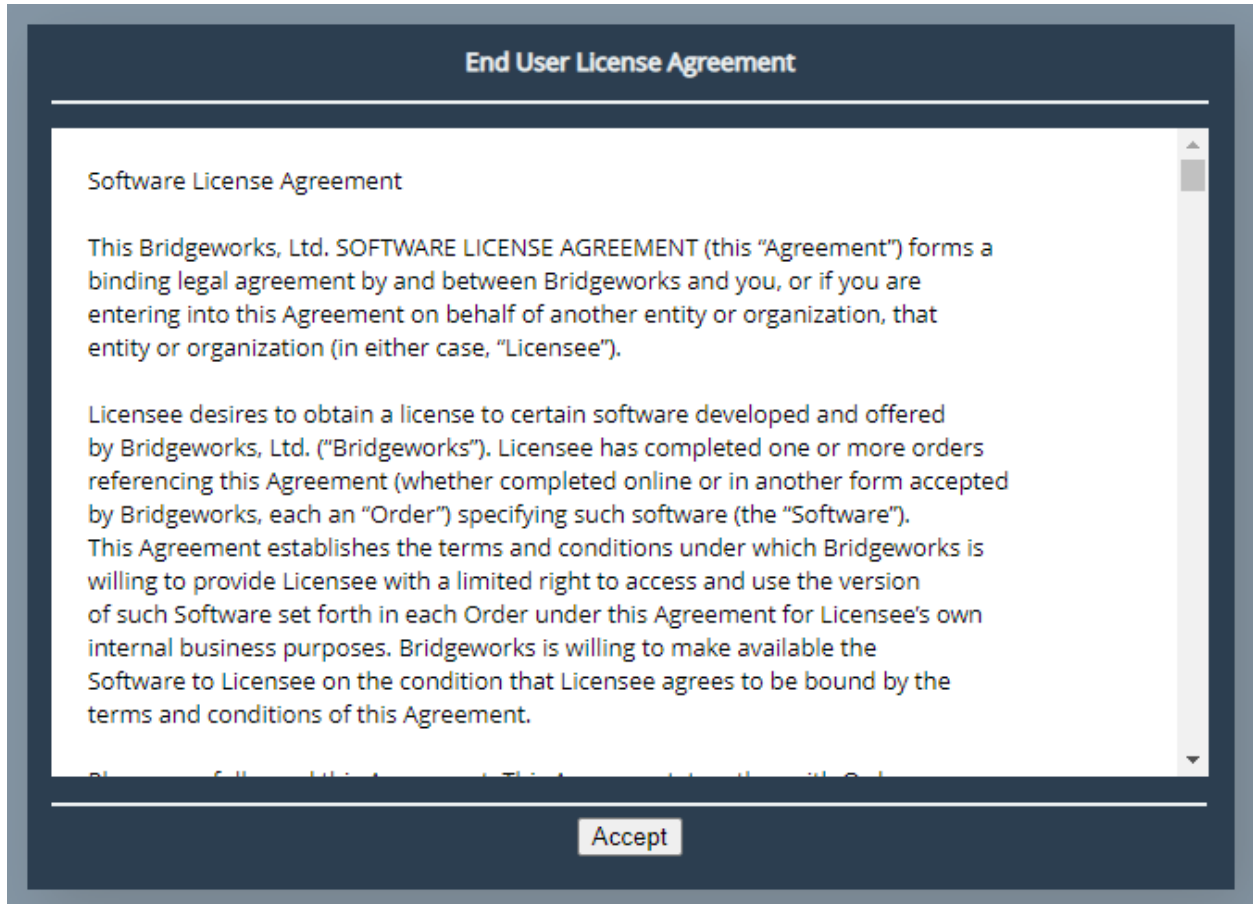 End User License Agreement
Software License Agreement
This Bridgeworks, Ltd. SOFTWARE LICENSE AGREEMENT (this “Agreement”) forms a
binding legal agreement by and between Bridgeworks and you, or if you are
entering into this Agreement on behalf of another entity or organization, that
entity or organization (in either case, “Licensee”).
Licensee desires to obtain a license to certain software developed and offered
by Bridgeworks, Ltd. (“Bridgeworks”). Licensee has completed one or more orders
referencing this Agreement (whether completed online or in another form accepted
by Bridgeworks, each an “Order”) specifying such software (the “Software”).
This Agreement establishes the terms and conditions under which Bridgeworks is
willing to provide Licensee with a limited right to access and use the version
of such Software set forth in each Order under this Agreement for Licensee’s own
internal business purposes. Bridgeworks is willing to make available the
Software to Licensee on the condition that Licensee agrees to be bound by the
terms and conditions of this Agreement.
Accept